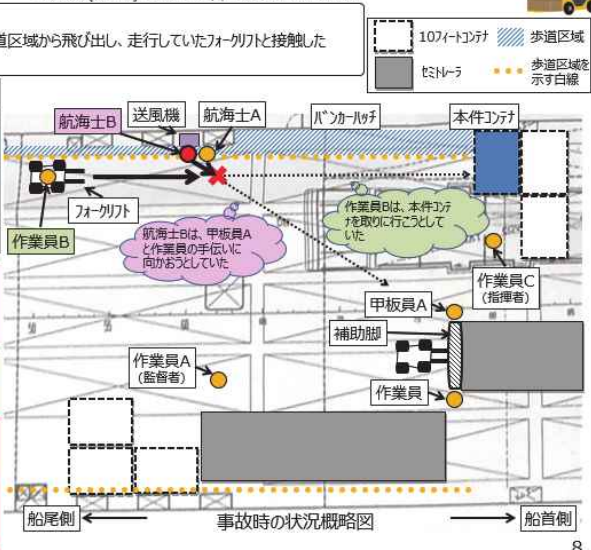 道区域から飛び出し、走行していたフォークリフトと接触した
10フィートコンテナ
歩道区域
セミトレーラ
歩道区域を
示す白線
航海士B
送風機
航海士A
バンカーハッチ
本件コンテナ
フォークリフト
作業員B
航海士Bは、甲板員A
と作業員の手伝いに
向かおうとしていた
作業員Bは、本件コンテ
ナを取りに行こうとして
いた
作業員C
(指揮者)
甲板員A
補助脚
作業員A
(監督者)
作業員
船尾側
事故時の状況概略図
船首側
8